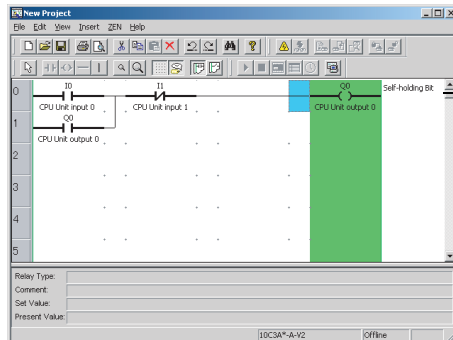 New Project
File Edit View Insert ZEN Help
0 I0 I1 Q0 Self-holding Bit
CPU Unit input 0 CPU Unit input 1 CPU Unit output 0
1 Q0
CPU Unit output 0
2
3
4
5
Relay Type:
Comment:
Set Value:
Present Value:
10C3A*-A-V2 Offline